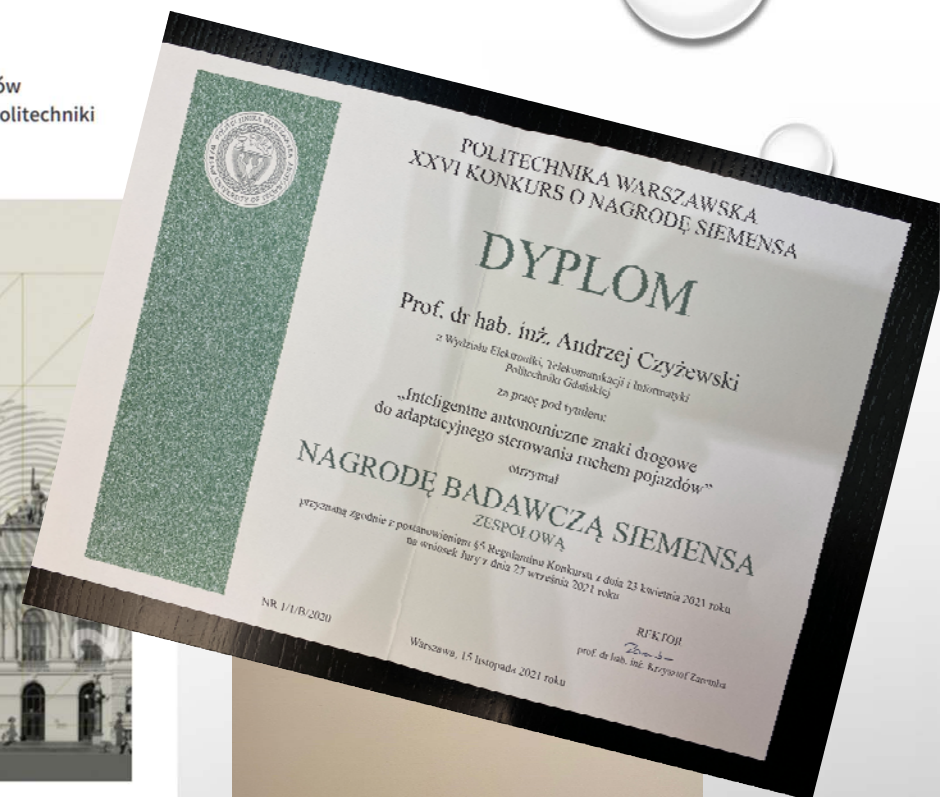 ów
olitechniki
POLITECHNIKA WARSZAWSKA
XXVI KONKURS O NAGRODĘ SIEMENSA
DYPLOM
Prof. dr hab. inż. Andrzej Czyżewski
z Wydziału Elektroniki, Telekomunikacji i Informatyki
Politechniki Gdańskiej
za pracę pod tytułem:
„Inteligentne autonomiczne znaki drogowe
do adaptacyjnego sterowania ruchem pojazdów”
otrzymał
NAGRODĘ BADAWCZĄ SIEMENSA
ZESPOŁOWĄ
przyznaną zgodnie z postanowieniem §5 Regulaminu Konkursu z dnia 23 kwietnia 2021 roku
na wniosek Jury z dnia 27 września 2021 roku
NR 1/1/B/2020
REKTOR
prof. dr hab. inż. Krzysztof Zaremba
Warszawa, 15 listopada 2021 roku